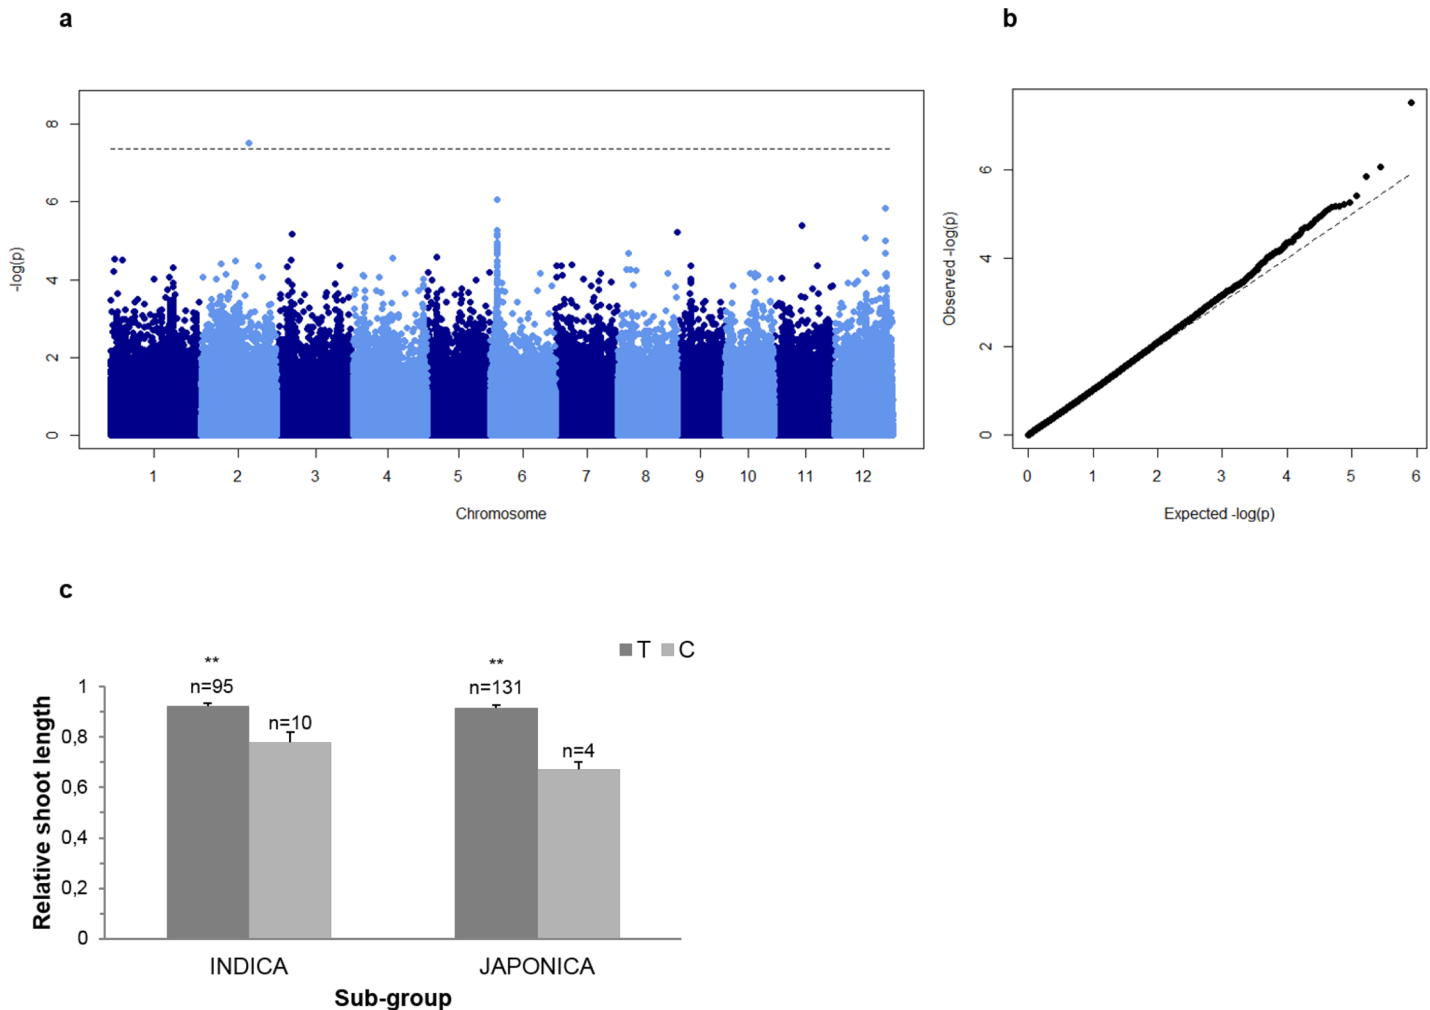 a
8
6
4
2
0
-log(p)
1 2 3 4 5 6 7 8 9 10 11 12
Chromosome
b
6
4
2
0
Observed -log(p)
0 1 2 3 4 5 6
Expected -log(p)
c
T C
** **
n=95 n=10 n=131 n=4
1
0,8
0,6
0,4
0,2
0
Relative shoot length
INDICA JAPONICA
Sub-group